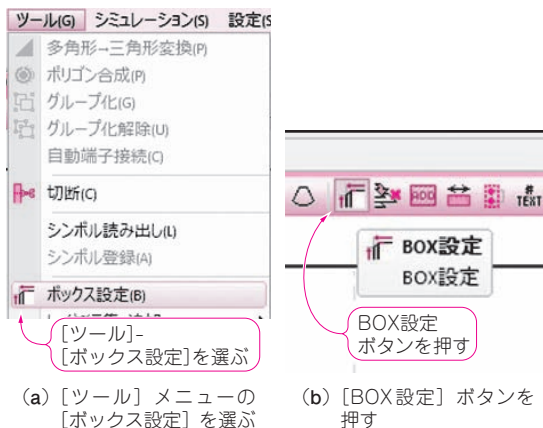 ツール(G) シミュレーション(S) 設定(S
多角形→三角形変換(P)
ポリゴン合成(P)
グループ化(G)
グループ化解除(U)
自動端子接続(C)
切断(C)
シンボル読み出し(L)
シンボル登録(A)
ボックス設定(B)
[ツール]-
[ボックス設定]を選ぶ
(a) [ツール] メニューの
[ボックス設定] を選ぶ
ADD
#
TEXT
BOX設定
BOX設定
BOX設定
ボタンを押す
(b) [BOX設定] ボタンを
押す